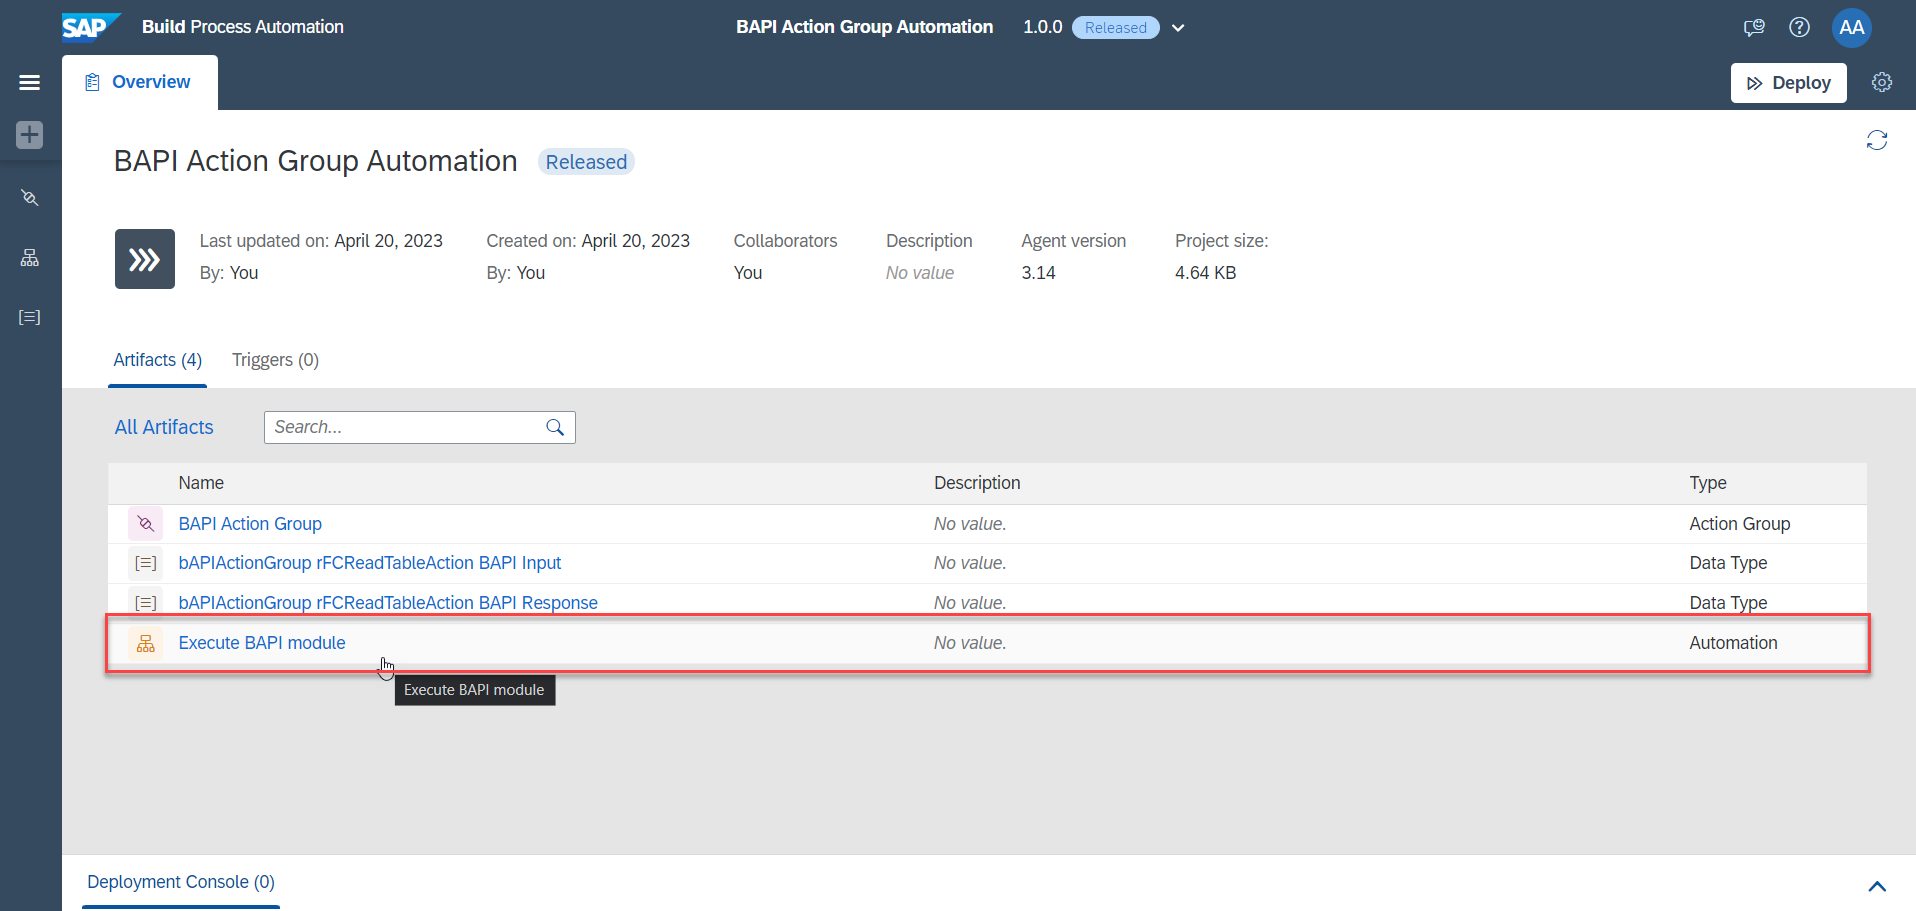 SAP Build Process Automation BAPI Action Group Automation 1.0.0 Released AA
Overview Deploy
BAPI Action Group Automation Released
Last updated on: April 20, 2023 Created on: April 20, 2023 Collaborators Description Agent version Project size:
By: You By: You You No value 3.14 4.64 KB
Artifacts (4) Triggers (0)
All Artifacts Search...
Name Description Type
BAPI Action Group No value. Action Group
bAPIActionGroup rFCReadTableAction BAPI Input No value. Data Type
bAPIActionGroup rFCReadTableAction BAPI Response No value. Data Type
Execute BAPI module No value. Automation
Execute BAPI module
Deployment Console (0)